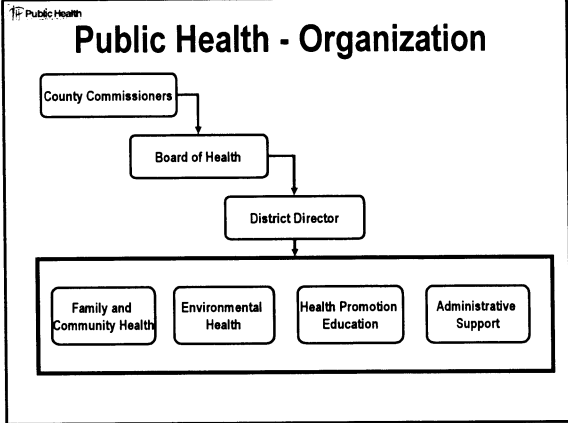 Public Health
Public Health - Organization
County Commissioners
Board of Health
District Director
Family and
Community Health
Environmental
Health
Health Promotion
Education
Administrative
Support